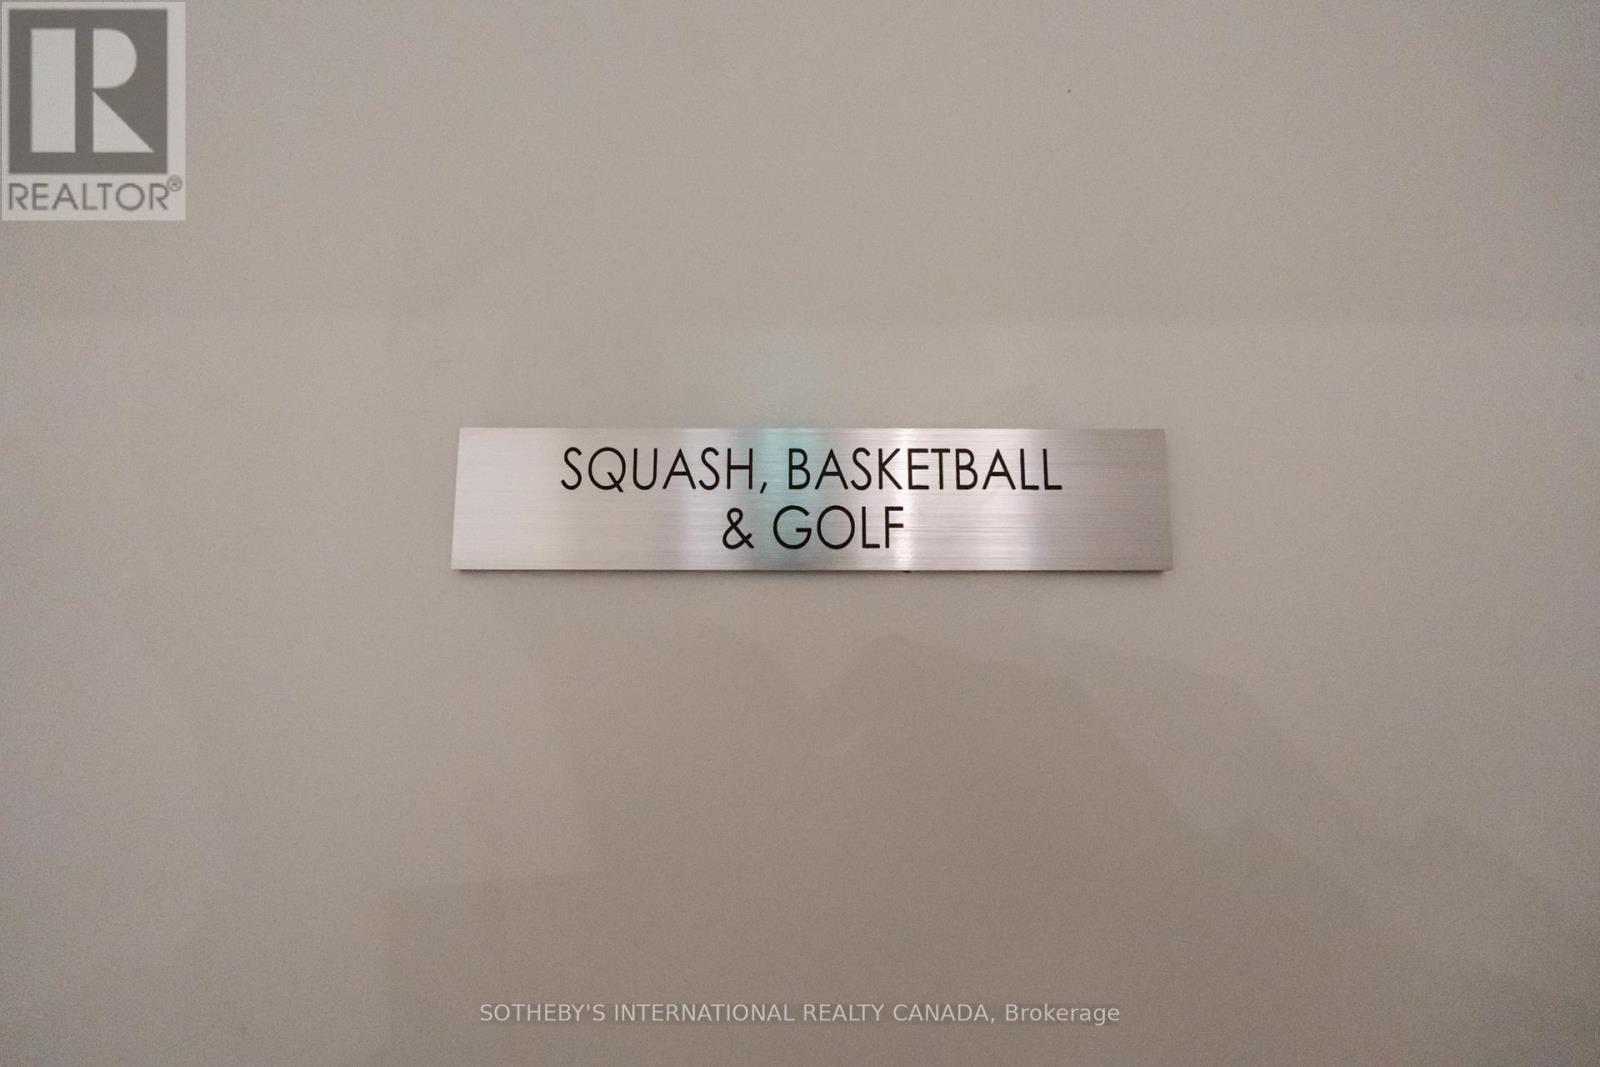 REALTOR®
SQUASH, BASKETBALL
& GOLF
SOTHEBY'S INTERNATIONAL REALTY CANADA, Brokerage